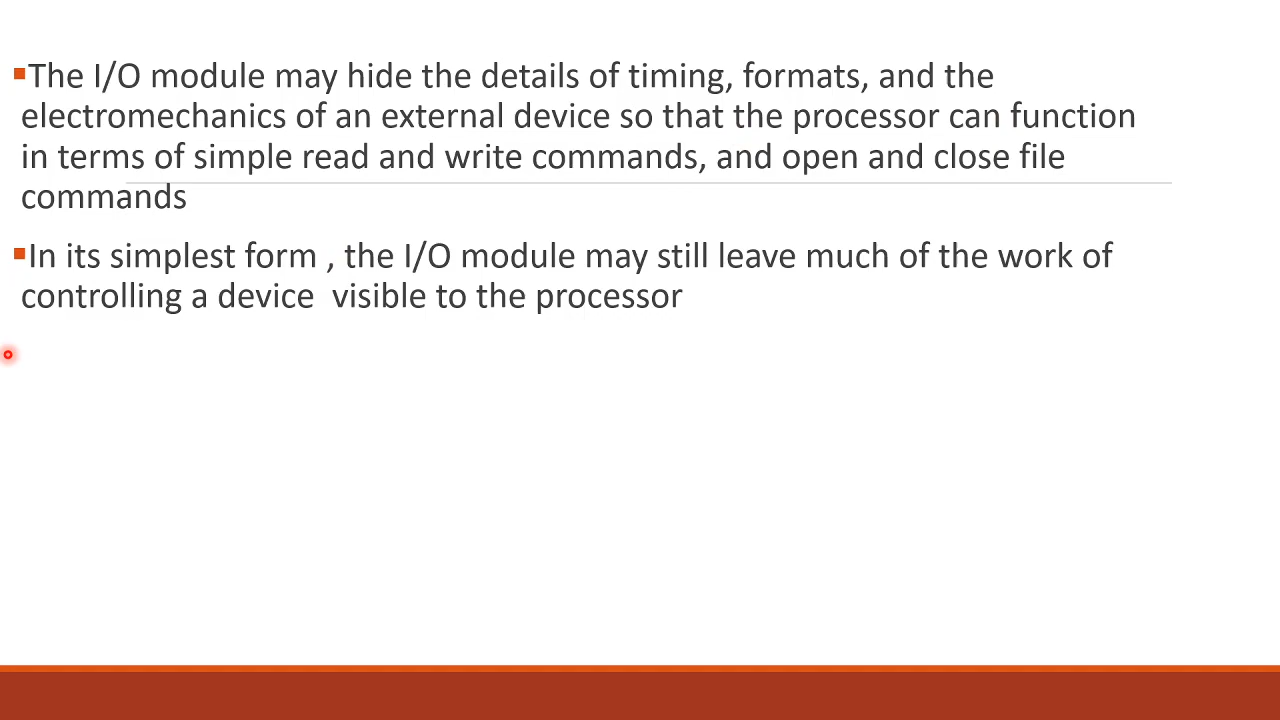 ▪The I/O module may hide the details of timing, formats, and the
electromechanics of an external device so that the processor can function
in terms of simple read and write commands, and open and close file
commands
▪In its simplest form , the I/O module may still leave much of the work of
controlling a device  visible to the processor